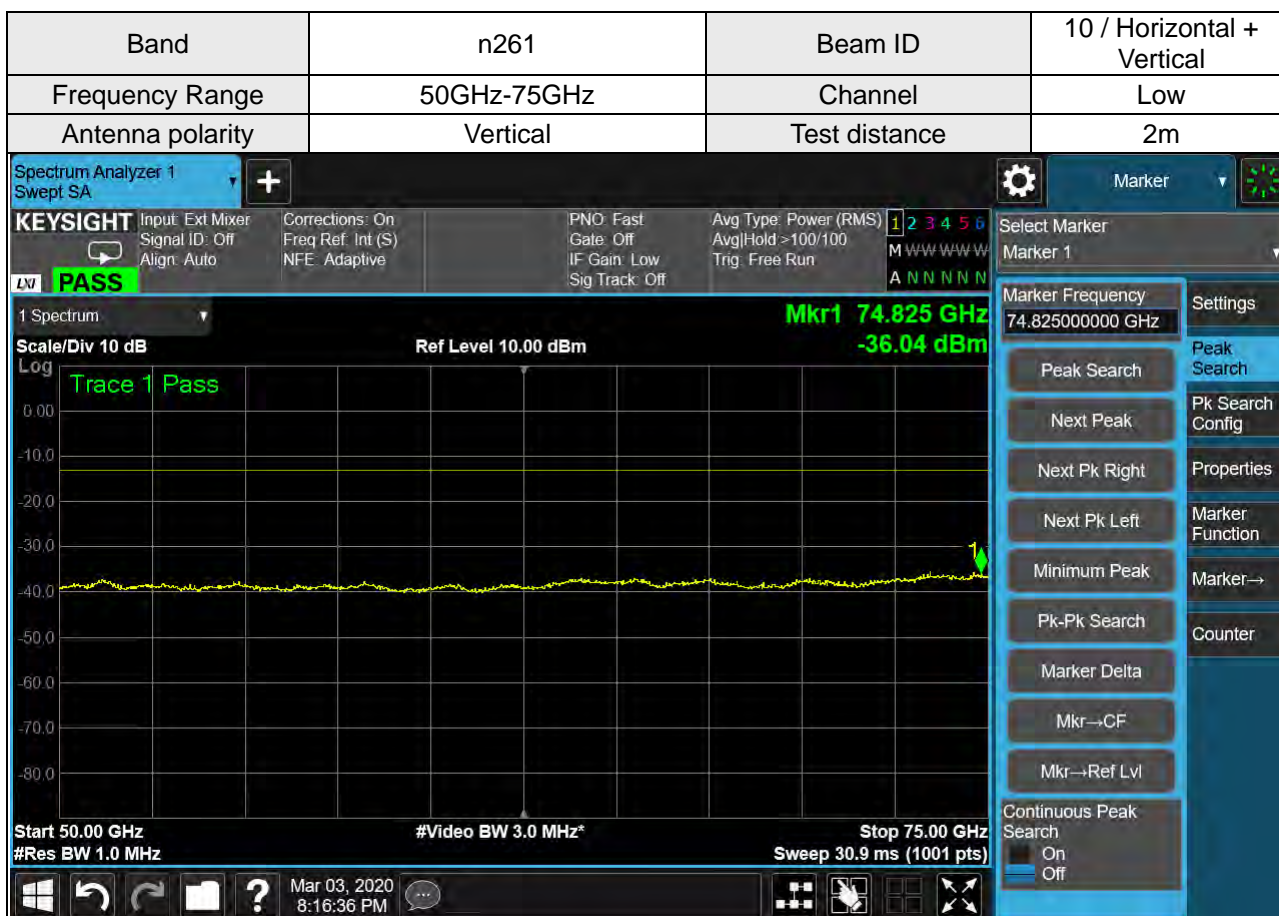 Band n261 Beam ID 10 / Horizontal + Vertical
Frequency Range 50GHz-75GHz Channel Low
Antenna polarity Vertical Test distance 2m
Spectrum Analyzer 1
Swept SA
+
Marker
KEYSIGHT
LXI
PASS
Input: Ext Mixer
Signal ID: Off
Align: Auto
Corrections: On
Freq Ref: Int (S)
NFE: Adaptive
PNO: Fast
Gate: Off
IF Gain: Low
Sig Track: Off
Avg Type: Power (RMS)
Avg|Hold >100/100
Trig: Free Run
1 2 3 4 5 6
M W W W W W
A N N N N N
Select Marker
Marker 1
1 Spectrum
Mkr1 74.825 GHz
-36.04 dBm
Scale/Div 10 dB
Ref Level 10.00 dBm
Log
Trace 1 Pass
0.00
-10.0
-20.0
-30.0
-40.0
-50.0
-60.0
-70.0
-80.0
1
Start 50.00 GHz
#Video BW 3.0 MHz*
Stop 75.00 GHz
#Res BW 1.0 MHz
Sweep 30.9 ms (1001 pts)
Marker Frequency
74.825000000 GHz
Peak Search
Next Peak
Next Pk Right
Next Pk Left
Minimum Peak
Pk-Pk Search
Marker Delta
Mkr→CF
Mkr→Ref Lvl
Continuous Peak
Search
On
Off
Settings
Peak
Search
Pk Search
Config
Properties
Marker
Function
Marker→
Counter
?
Mar 03, 2020
8:16:36 PM